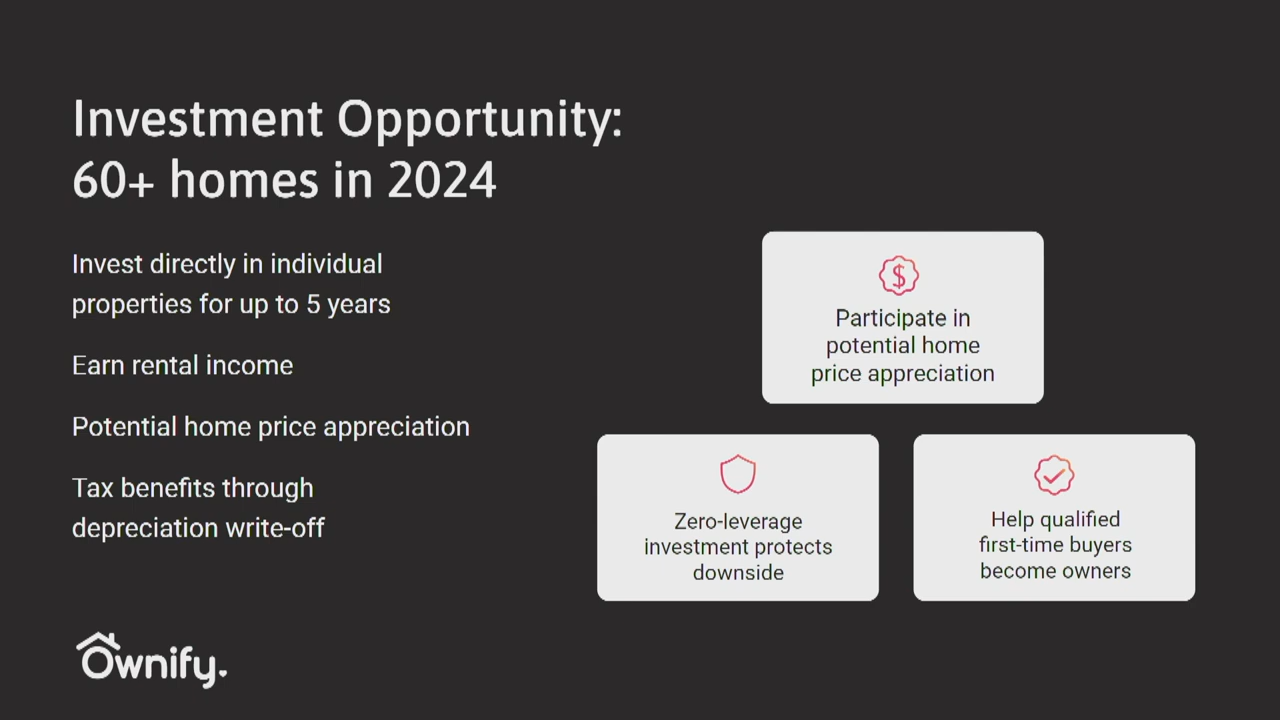 Investment Opportunity:
60+ homes in 2024
Invest directly in individual
properties for up to 5 years
Earn rental income
Potential home price appreciation
Tax benefits through
depreciation write-off
$
Participate in
potential home
price appreciation
Zero-leverage
investment protects
downside
Help qualified
first-time buyers
become owners
Ownify